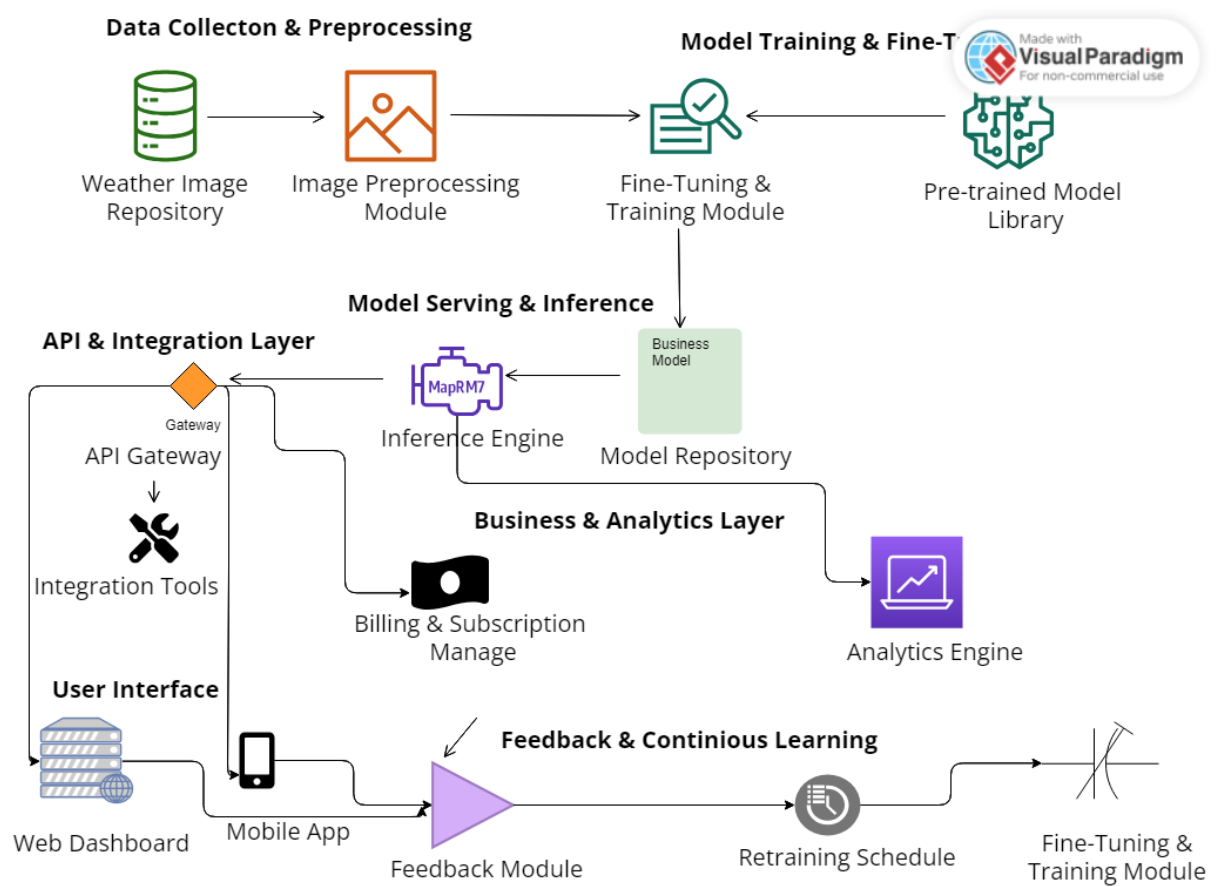 Data Collecton & Preprocessing
Model Training & Fine-T
Made with
Visual Paradigm
For non-commercial use
Weather Image
Repository
Image Preprocessing
Module
Fine-Tuning &
Training Module
Pre-trained Model
Library
Model Serving & Inference
API & Integration Layer
Business
Model
MapRM7
Gateway
Inference Engine
API Gateway
Model Repository
Business & Analytics Layer
Integration Tools
Billing & Subscription
Manage
Analytics Engine
User Interface
Feedback & Continious Learning
Web Dashboard
Mobile App
Feedback Module
Retraining Schedule
Fine-Tuning &
Training Module